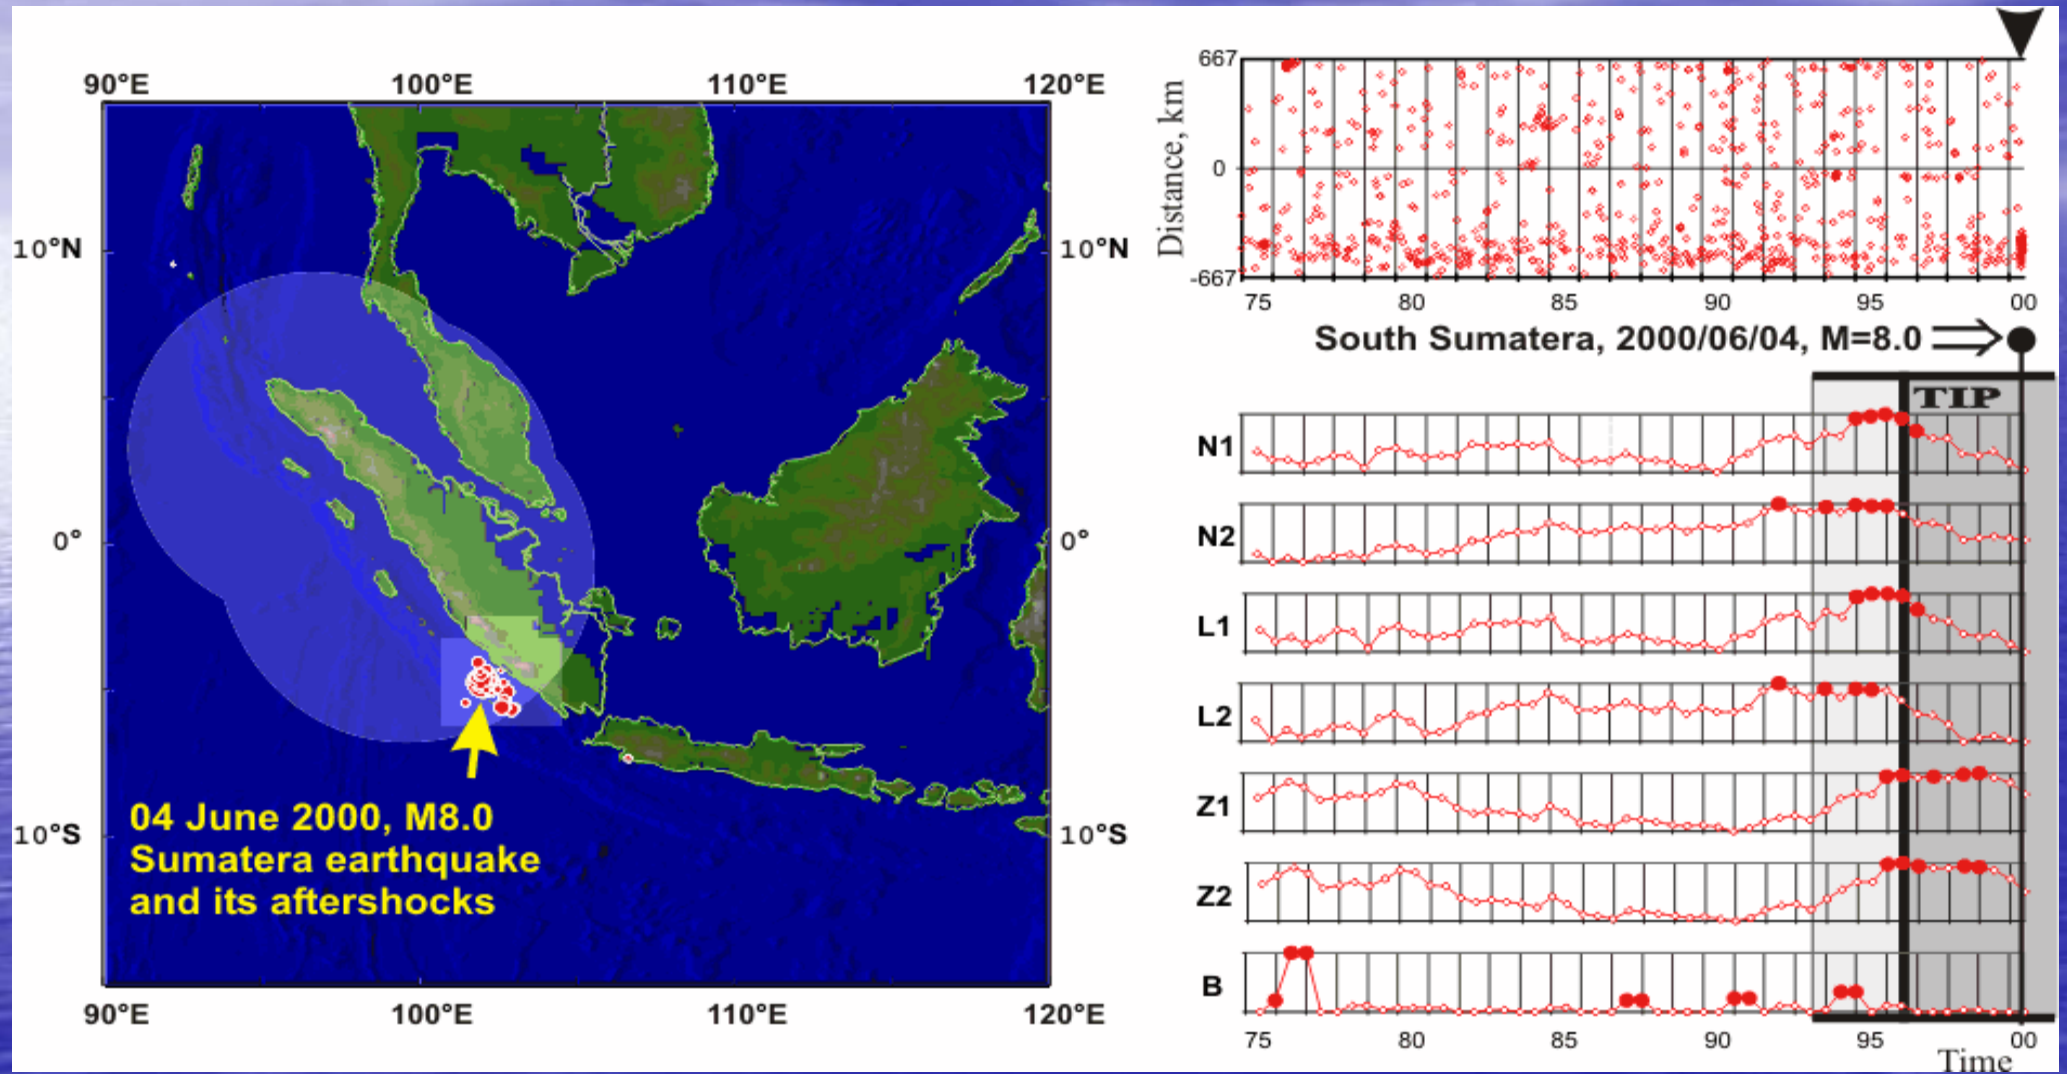 90°E 100°E 110°E 120°E
10°N 10°N
0° 0°
10°S 10°S
90°E 100°E 110°E 120°E
04 June 2000, M8.0
Sumatera earthquake
and its aftershocks
667
0
-667
Distance, km
75 80 85 90 95 00
South Sumatera, 2000/06/04, M=8.0
TIP
N1
N2
L1
L2
Z1
Z2
B
75 80 85 90 95 00
Time